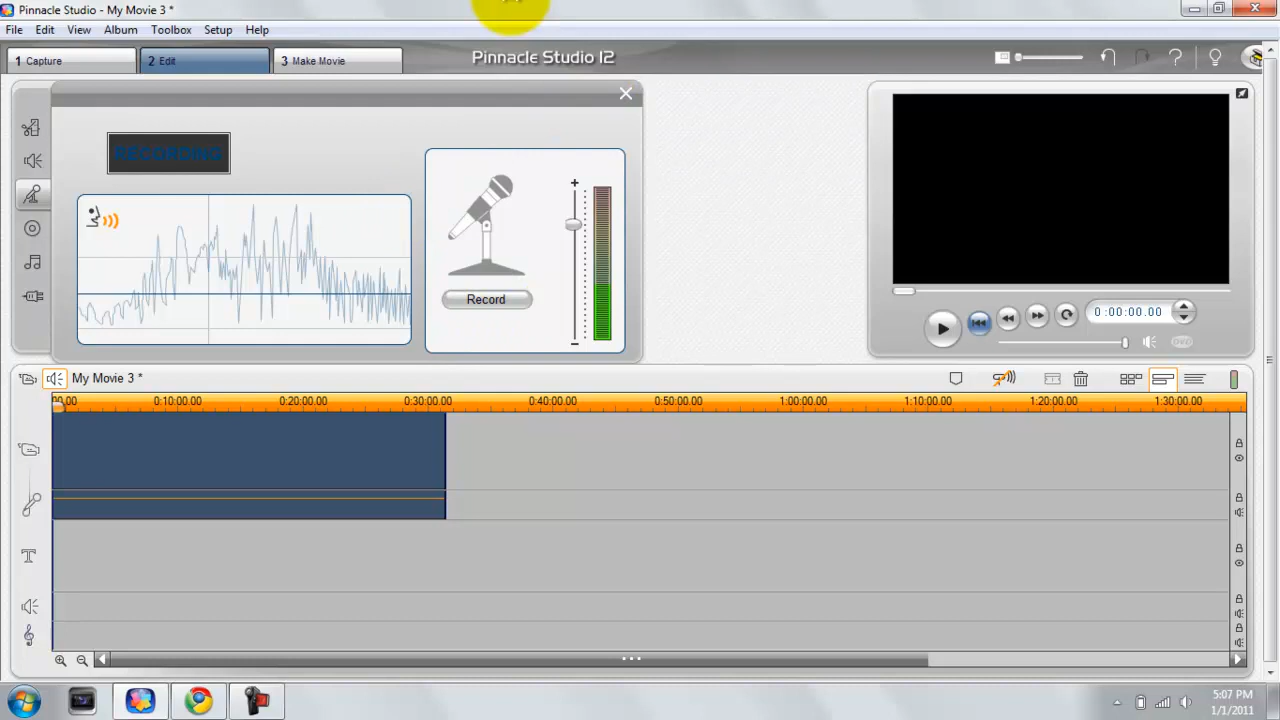 Pinnacle Studio - My Movie 3 *
File Edit View Album Toolbox Setup Help
1 Capture 2 Edit 3 Make Movie Pinnacle Studio 12
RECORDING
+
Record
-
0:00:00.00
My Movie 3 *
00.00 0:10:00.00 0:20:00.00 0:30:00.00 0:40:00.00 0:50:00.00 1:00:00.00 1:10:00.00 1:20:00.00 1:30:00.00
T
5:07 PM
1/1/2011